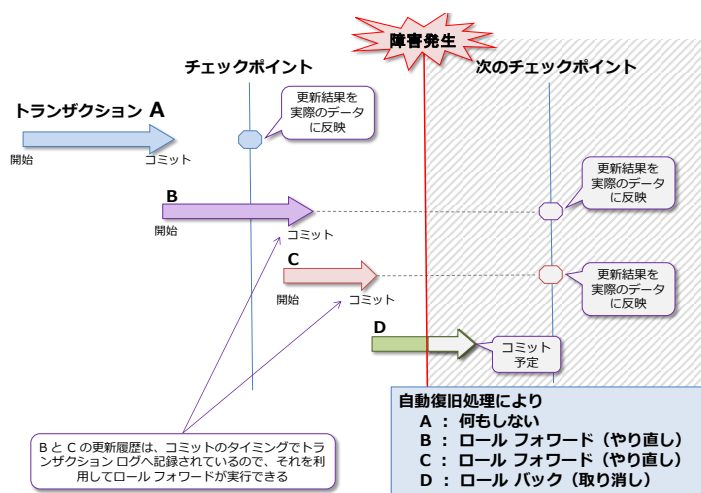 障害発生
チェックポイント
次のチェックポイント
トランザクション A
更新結果を
実際のデータ
に反映
開始
コミット
B
更新結果を
実際のデータ
に反映
開始
コミット
C
更新結果を
実際のデータ
に反映
開始
コミット
D
コミット
予定
自動復旧処理により
A ： 何もしない
B ： ロール フォワード（やり直し）
C ： ロール フォワード（やり直し）
D ： ロール バック（取り消し）
B と C の更新履歴は、コミットのタイミングでトラ
ンザクション ログへ記録されているので、それを利
用してロール フォワードが実行できる